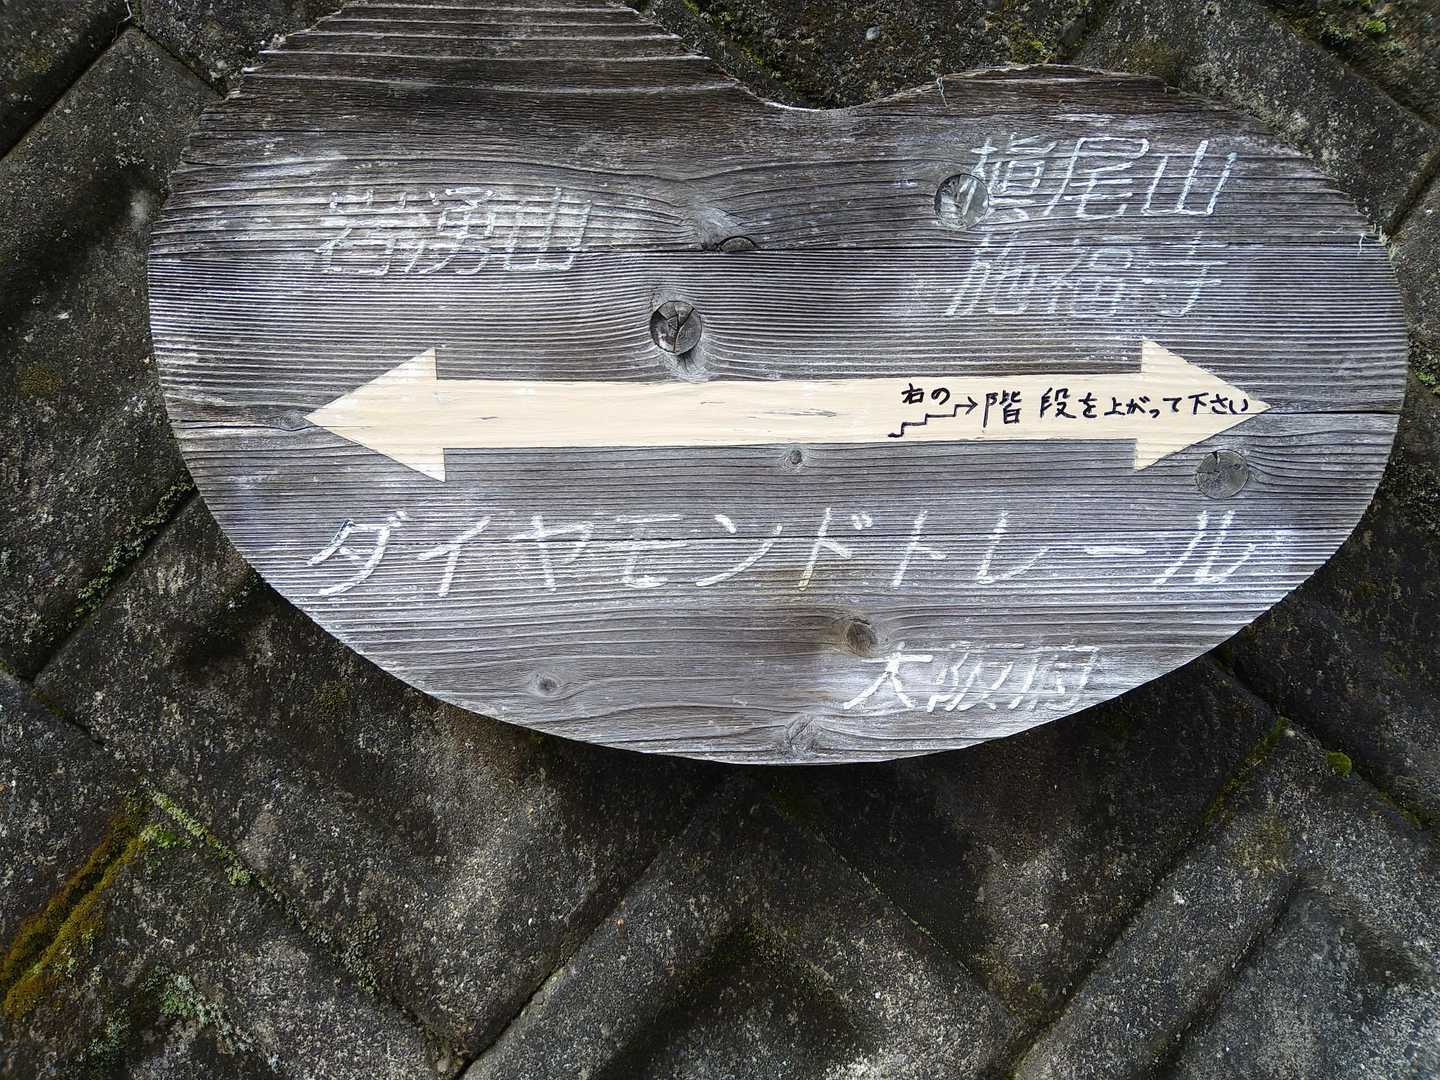 岩湧山
槇尾山
施福寺
右の
階段を上がって下さい
ダイヤモンドトレール
大阪府